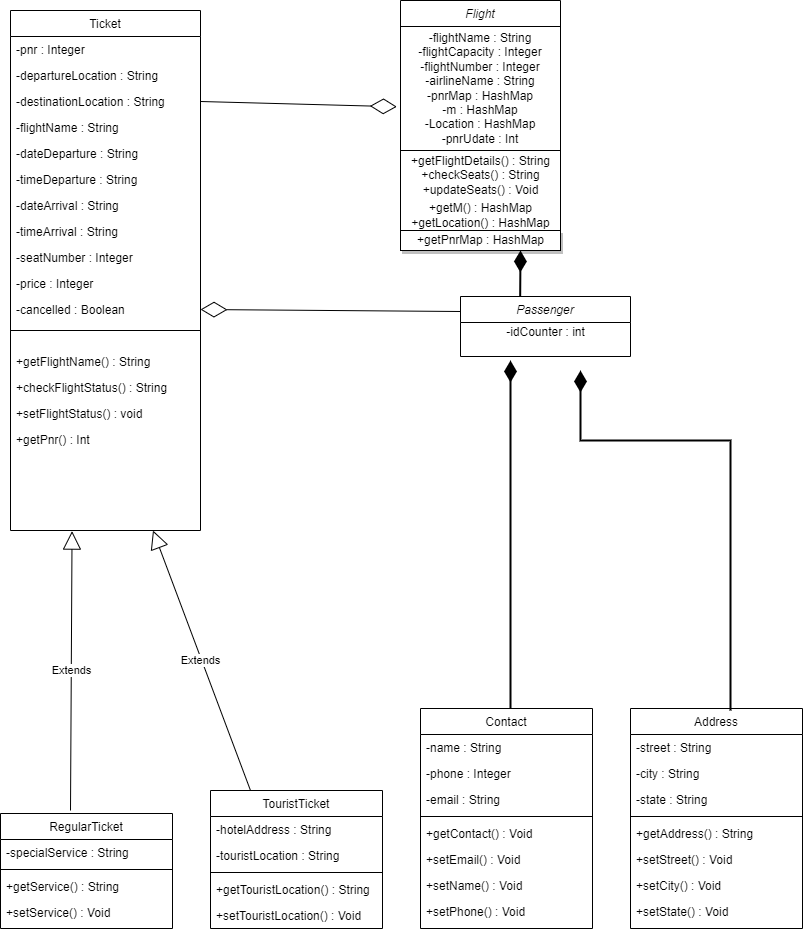 Ticket
-pnr : Integer
-departureLocation : String
-destinationLocation : String
-flightName : String
-dateDeparture : String
-timeDeparture : String
-dateArrival : String
-timeArrival : String
-seatNumber : Integer
-price : Integer
-cancelled : Boolean
+getFlightName() : String
+checkFlightStatus() : String
+setFlightStatus() : void
+getPnr() : Int
Flight
-flightName : String
-flightCapacity : Integer
-flightNumber : Integer
-airlineName : String
-pnrMap : HashMap
-m : HashMap
-Location : HashMap
-pnrUdate : Int
+getFlightDetails() : String
+checkSeats() : String
+updateSeats() : Void
+getM() : HashMap
+getLocation() : HashMap
+getPnrMap : HashMap
Passenger
-idCounter : int
Extends
Extends
RegularTicket
-specialService : String
+getService() : String
+setService() : Void
TouristTicket
-hotelAddress : String
-touristLocation : String
+getTouristLocation() : String
+setTouristLocation() : Void
Contact
-name : String
-phone : Integer
-email : String
+getContact() : Void
+setEmail() : Void
+setName() : Void
+setPhone() : Void
Address
-street : String
-city : String
-state : String
+getAddress() : String
+setStreet() : Void
+setCity() : Void
+setState() : Void